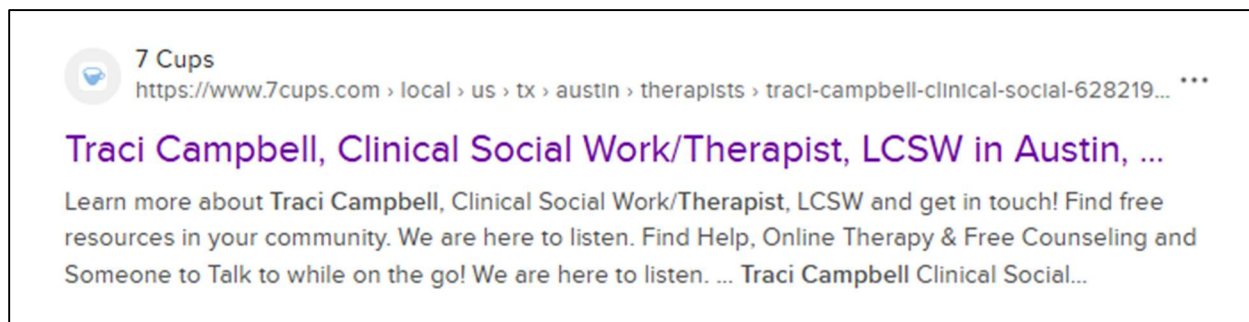 7 Cups
https://www.7cups.com › local › us › tx › austin › therapists › traci-campbell-clinical-social-628219... ...
Traci Campbell, Clinical Social Work/Therapist, LCSW in Austin, ...
Learn more about Traci Campbell, Clinical Social Work/Therapist, LCSW and get in touch! Find free
resources in your community. We are here to listen. Find Help, Online Therapy & Free Counseling and
Someone to Talk to while on the go! We are here to listen. ... Traci Campbell Clinical Social...